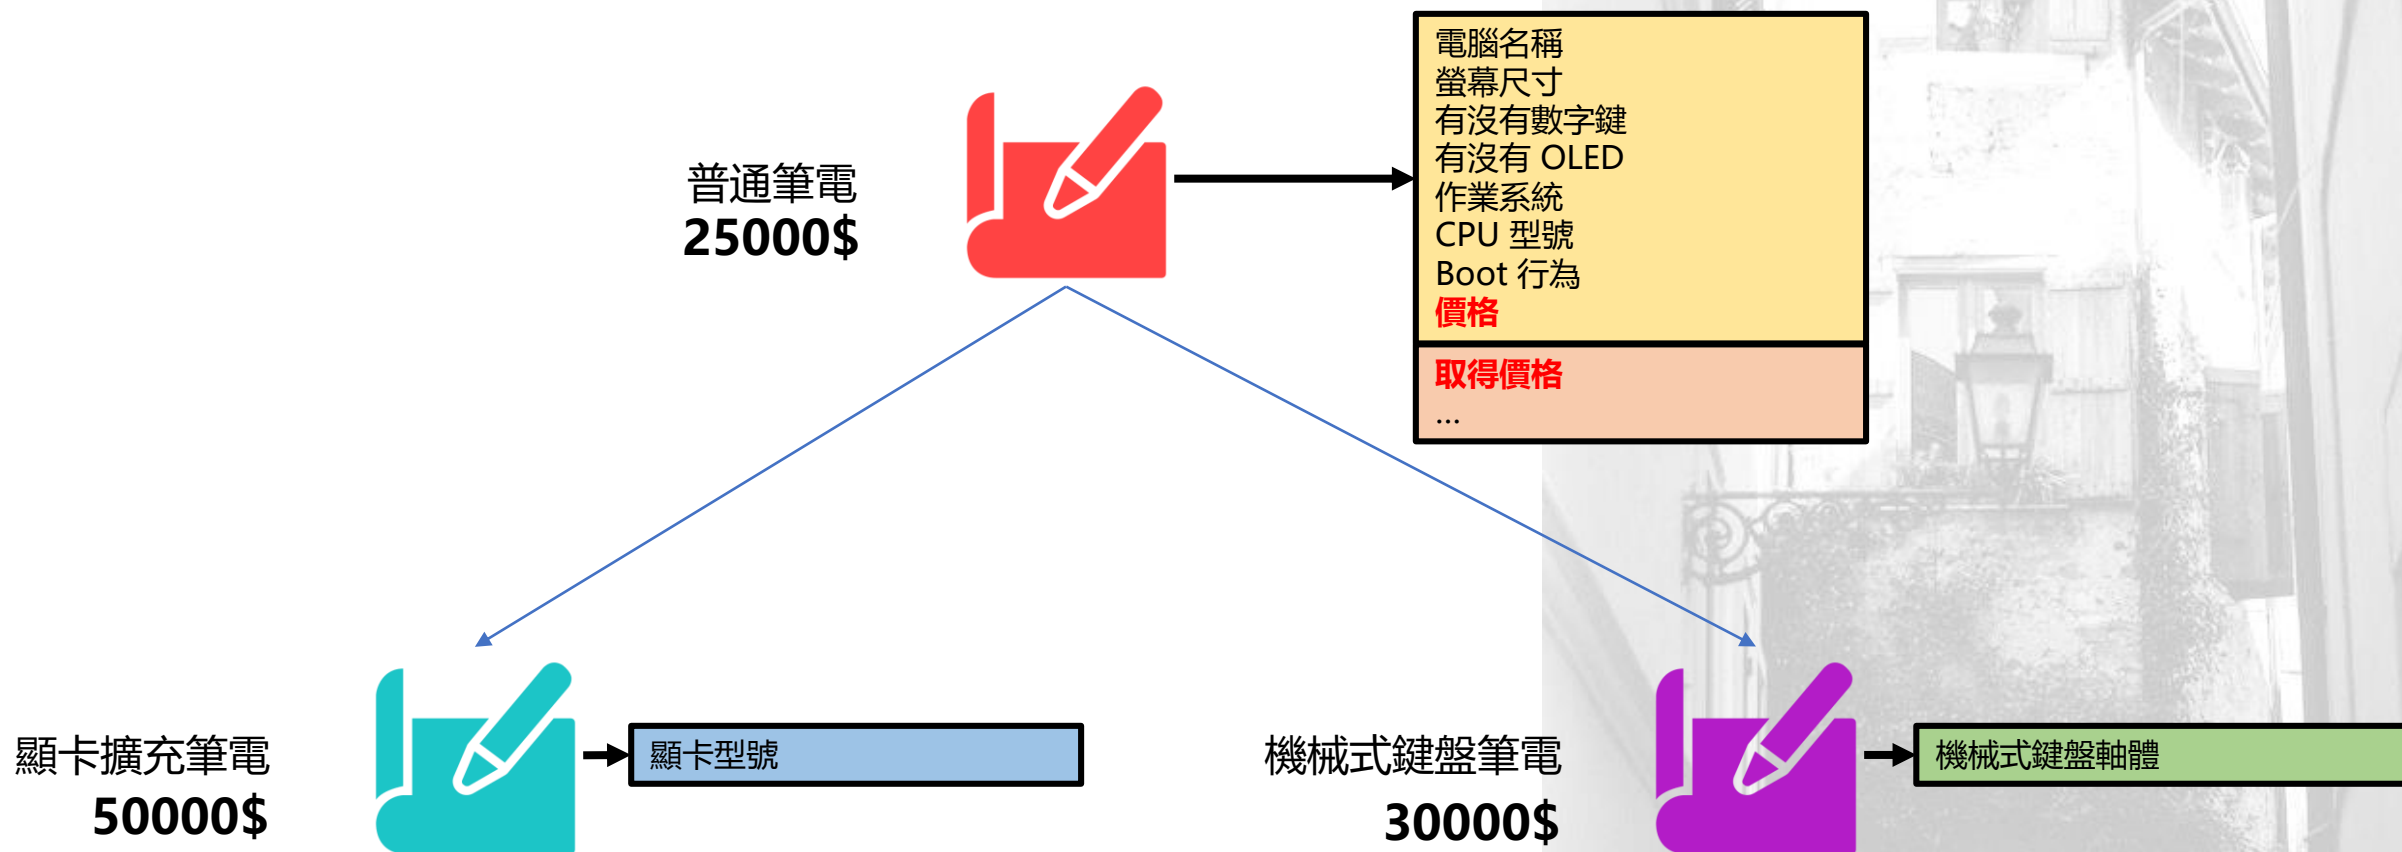 電腦名稱
螢幕尺寸
有沒有數字鍵
有沒有 OLED
作業系統
CPU 型號
Boot 行為
價格
取得價格
...
普通筆電
25000$
顯卡擴充筆電
50000$
顯卡型號
機械式鍵盤筆電
30000$
機械式鍵盤軸體